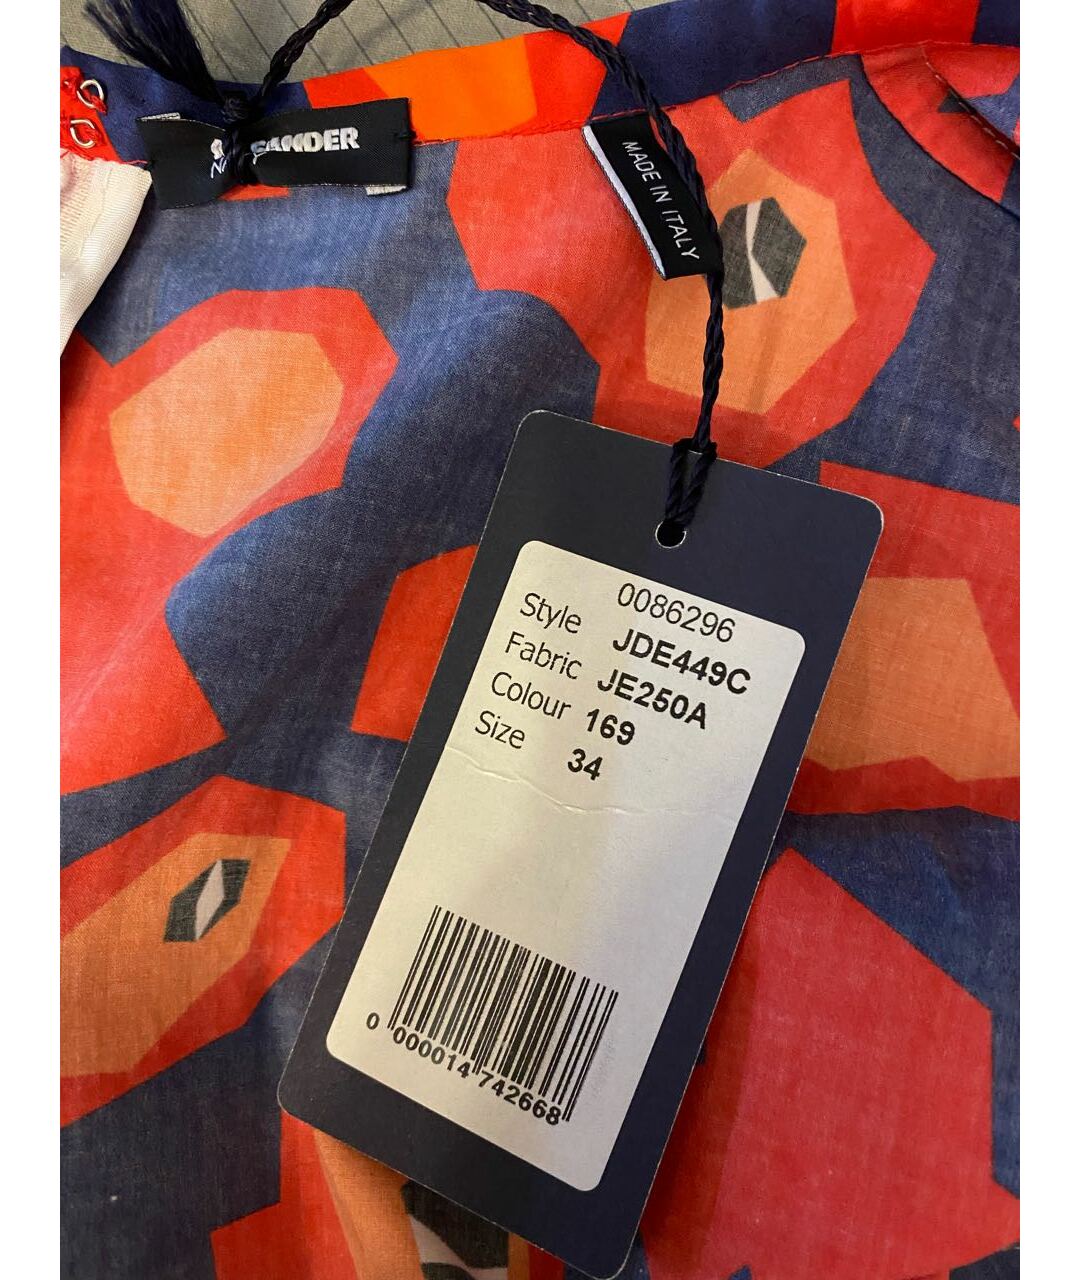 SANDER
MADE IN ITALY
0086296
Style JDE449C
Fabric JE250A
Colour 169
Size 34
0 000014 742668